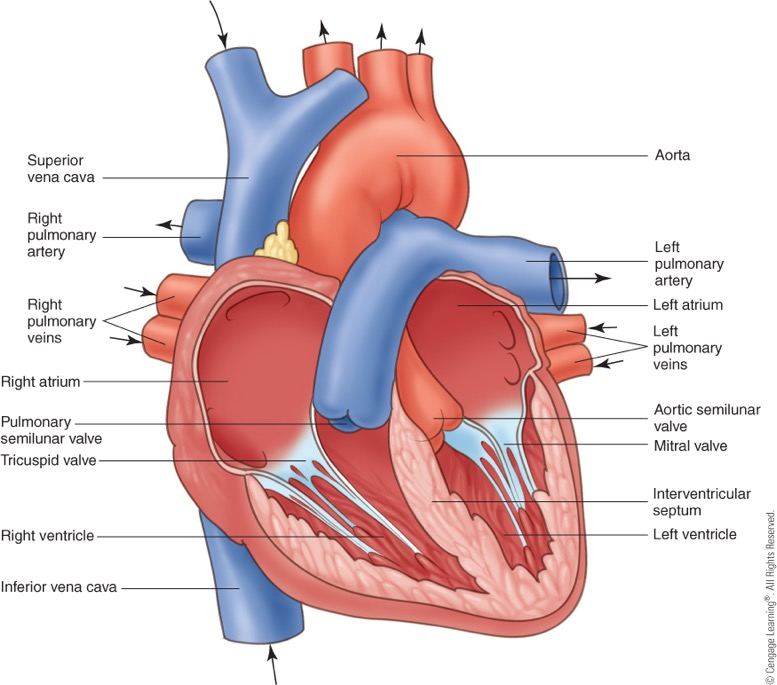 Superior
vena cava
Right
pulmonary
artery
Right
pulmonary
veins
Right atrium
Pulmonary
semilunar valve
Tricuspid valve
Right ventricle
Inferior vena cava
Aorta
Left
pulmonary
artery
Left atrium
Left
pulmonary
veins
Aortic semilunar
valve
Mitral valve
Interventricular
septum
Left ventricle
© Cengage Learning®. All Rights Reserved.